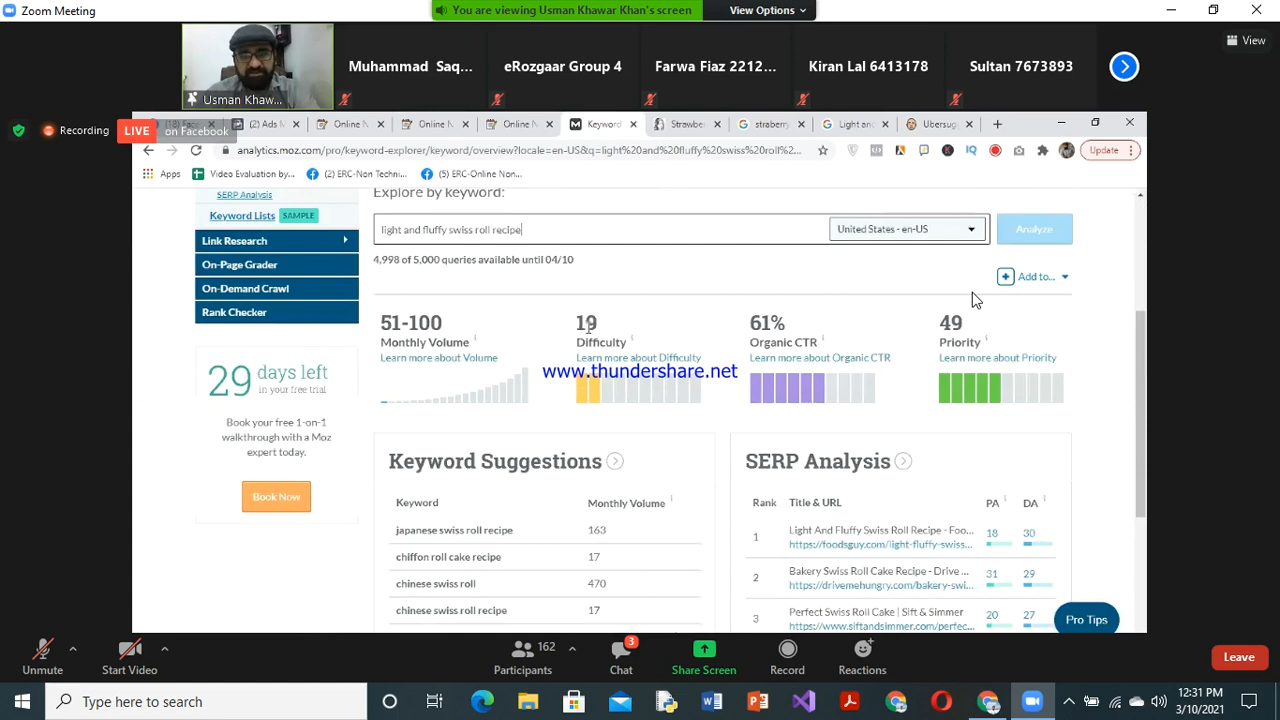 Zoom Meeting
You are viewing Usman Khawar Khan's screen
View Options
View
Usman Khaw...
Muhammad Saq...
eRozgaar Group 4
Farwa Fiaz 2212...
Kiran Lal 6413178
Sultan 7673893
Recording
LIVE on Facebook
(2) Ads M
Online N
Online N
Online N
Keyword
Strawbe
straberry
Light an
Ubersug
analytics.moz.com/pro/keyword-explorer/keyword/overview?locale=en-US&q=light%20and%20fluffy%20swiss%20roll%2...
Update
Apps
Video Evaluation by...
(2) ERC-Non Techni...
(5) ERC-Online Non...
SERP Analysis
Keyword Lists SAMPLE
Link Research
On-Page Grader
On-Demand Crawl
Rank Checker
29 days left
in your free trial
Book your free 1-on-1
walkthrough with a Moz
expert today.
Book Now
Explore by keyword:
light and fluffy swiss roll recipe
United States - en-US
Analyze
4,998 of 5,000 queries available until 04/10
Add to...
51-100
Monthly Volume
Learn more about Volume
19
Difficulty
Learn more about Difficulty
61%
Organic CTR
Learn more about Organic CTR
49
Priority
Learn more about Priority
www.thundershare.net
Keyword Suggestions
Keyword Monthly Volume
japanese swiss roll recipe 163
chiffon roll cake recipe 17
chinese swiss roll 470
chinese swiss roll recipe 17
SERP Analysis
Rank Title & URL PA DA
1 Light And Fluffy Swiss Roll Recipe - Foo... 18 30
https://foodsguy.com/light-fluffy-swiss...
2 Bakery Swiss Roll Cake Recipe - Drive ... 31 29
https://drivemehungry.com/bakery-swi...
3 Perfect Swiss Roll Cake | Sift & Simmer 20 27
https://www.siftandsimmer.com/perfec...
Pro Tips
Unmute
Start Video
162
Participants
3
Chat
Share Screen
Record
Reactions
Leave
Type here to search
12:31 PM
3/10/2021